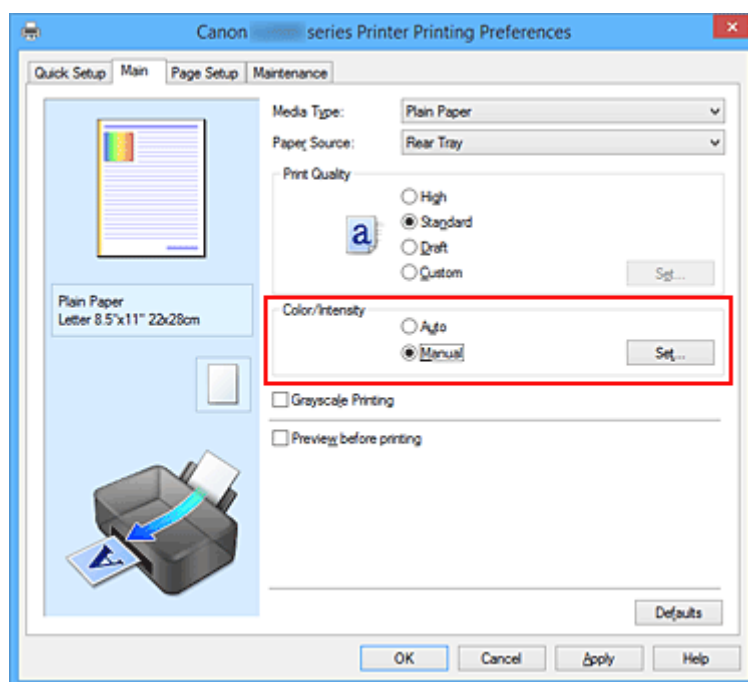 Canon series Printer Printing Preferences
Quick Setup Main Page Setup Maintenance
Media Type: Plain Paper
Paper Source: Rear Tray
Print Quality
High
Standard
Draft
Custom Set...
Plain Paper
Letter 8.5"x11" 22x28cm
Color/Intensity
Auto
Manual Set...
Grayscale Printing
Preview before printing
a
A
Defaults
OK Cancel Apply Help